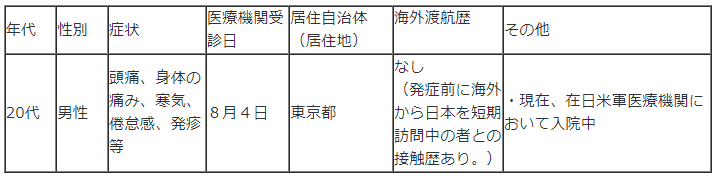 年代
性別
症状
医療機関受
診日
居住自治体
（居住地）
海外渡航歴
その他
20代
男性
頭痛、身体の
痛み、寒気、
倦怠感、発疹
等
８月４日
東京都
なし
（発症前に海外
から日本を短期
訪問中の者との
接触歴あり。）
・現在、在日米軍医療機関に
おいて入院中